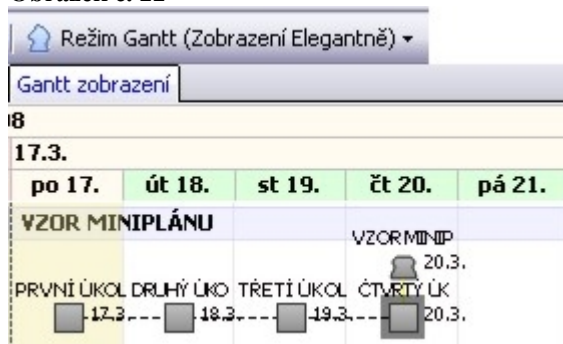 Režim Gantt (Zobrazení Elegantně)
Gantt zobrazení
8
17.3.
po 17. út 18. st 19. čt 20. pá 21.
VZOR MINIPLÁNU
VZOR MINIP
20.3.
PRVNÍ ÚKOL DRUHÝ ÚKO TŘETÍ ÚKOL ČTVRTÝ ÚK
17.3. 18.3. 19.3. 20.3.